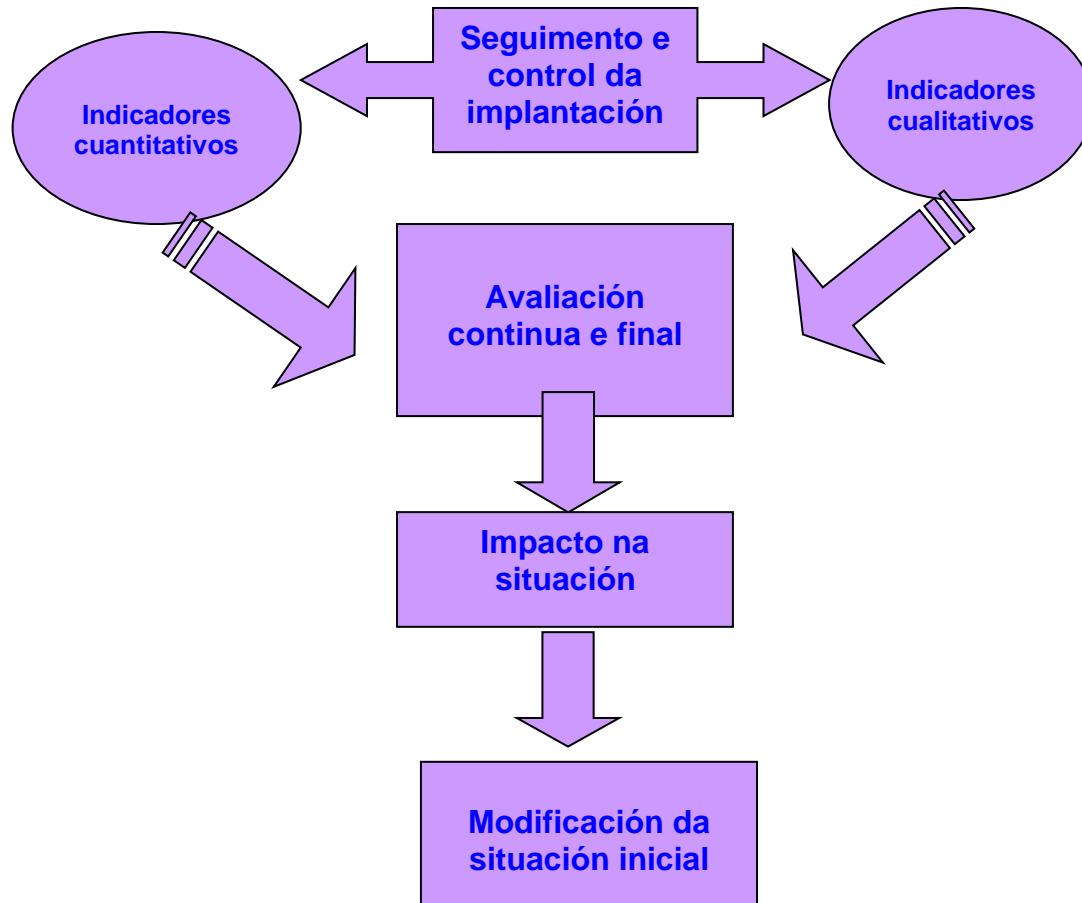 Seguimento e
control da
implantación
Indicadores
cuantitativos
Indicadores
cualitativos
Avaliación
continua e final
Impacto na
situación
Modificación da
situación inicial